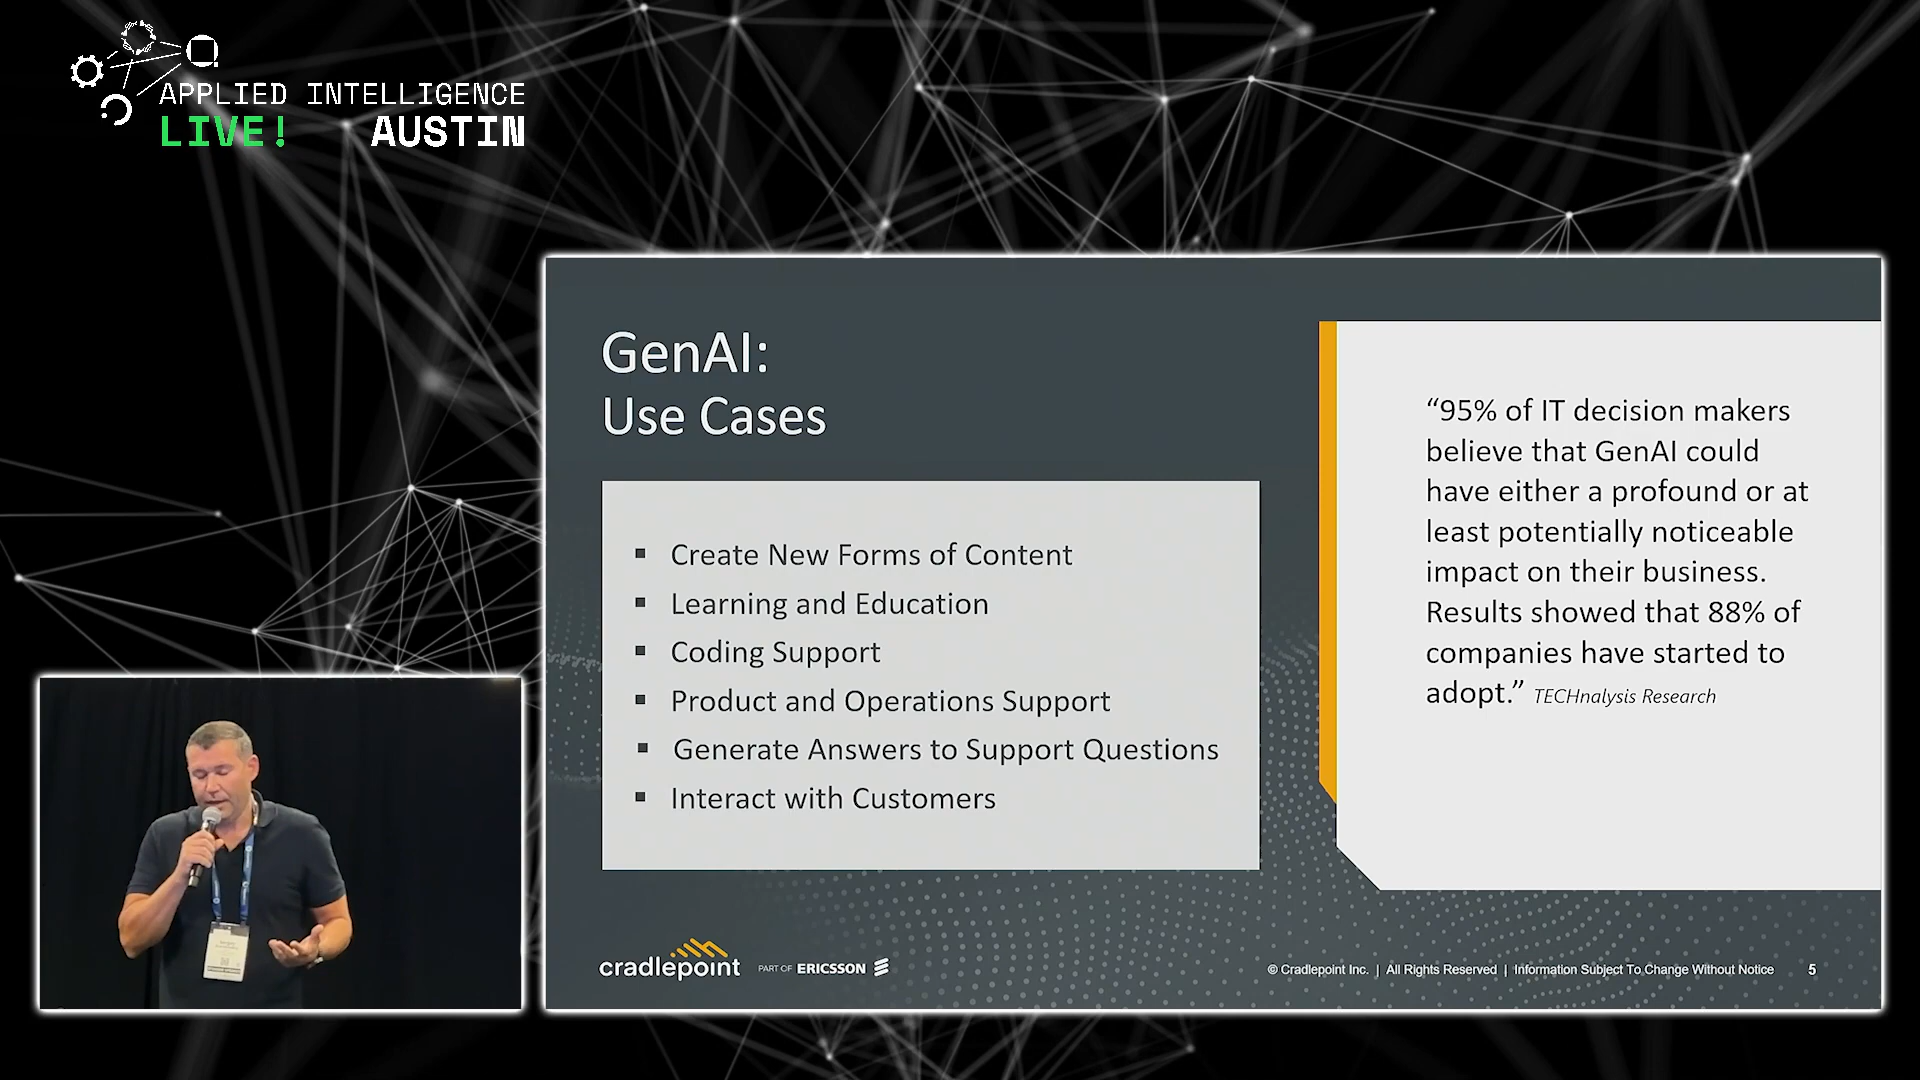 APPLIED INTELLIGENCE
LIVE! AUSTIN
GenAI:
Use Cases
▪ Create New Forms of Content
▪ Learning and Education
▪ Coding Support
▪ Product and Operations Support
▪ Generate Answers to Support Questions
▪ Interact with Customers
“95% of IT decision makers
believe that GenAI could
have either a profound or at
least potentially noticeable
impact on their business.
Results showed that 88% of
companies have started to
adopt.” TECHnalysis Research
cradlepoint PART OF ERICSSON
© Cradlepoint Inc. | All Rights Reserved | Information Subject To Change Without Notice 5